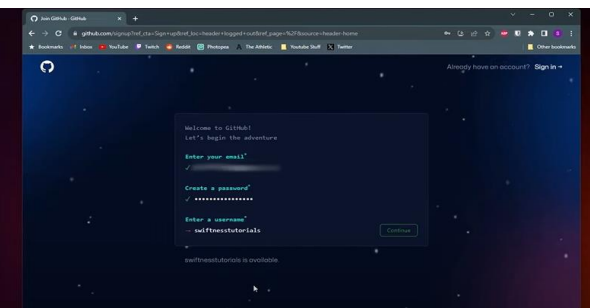 Join GitHub · GitHub
github.com/signup?ref_cta=Sign+up&ref_loc=header+logged+out&ref_page=%2F&source=header-home
Bookmarks Inbox YouTube Twitch Reddit Photopea The Athletic Youtube Stuff Twitter Other bookmarks
Already have an account? Sign in →
Welcome to GitHub!
Let's begin the adventure
Enter your email*
Create a password*
Enter a username*
→ swiftnesstutorials
Continue
swiftnesstutorials is available.